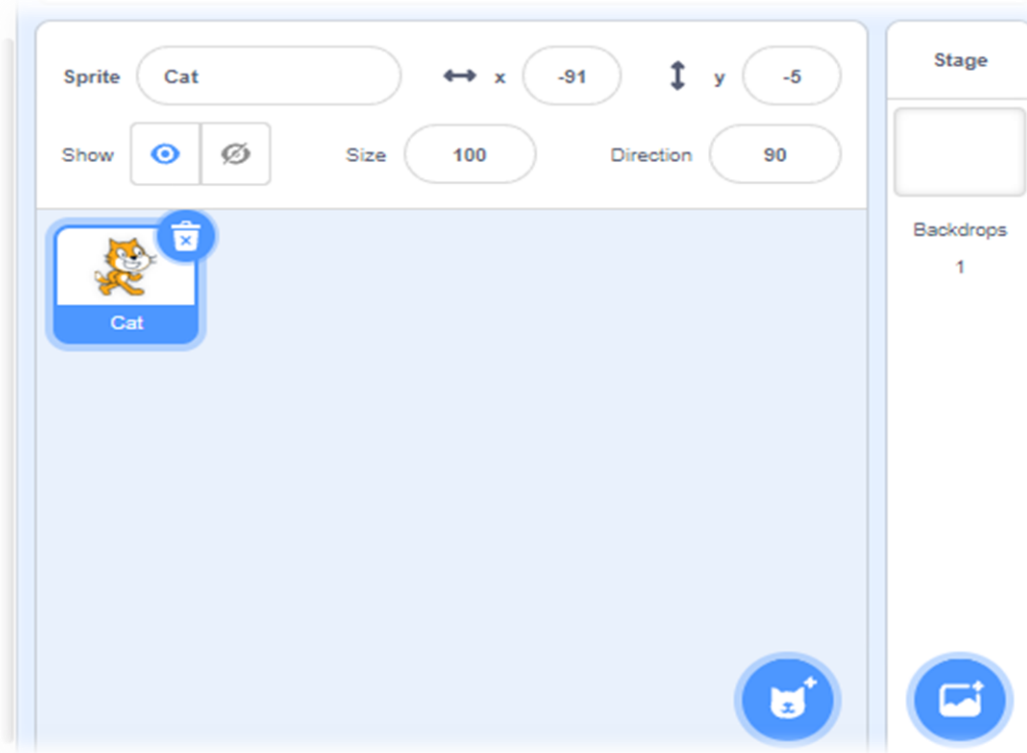 Sprite Cat x -91 y -5
Show Size 100 Direction 90
Cat
Stage
Backdrops
1